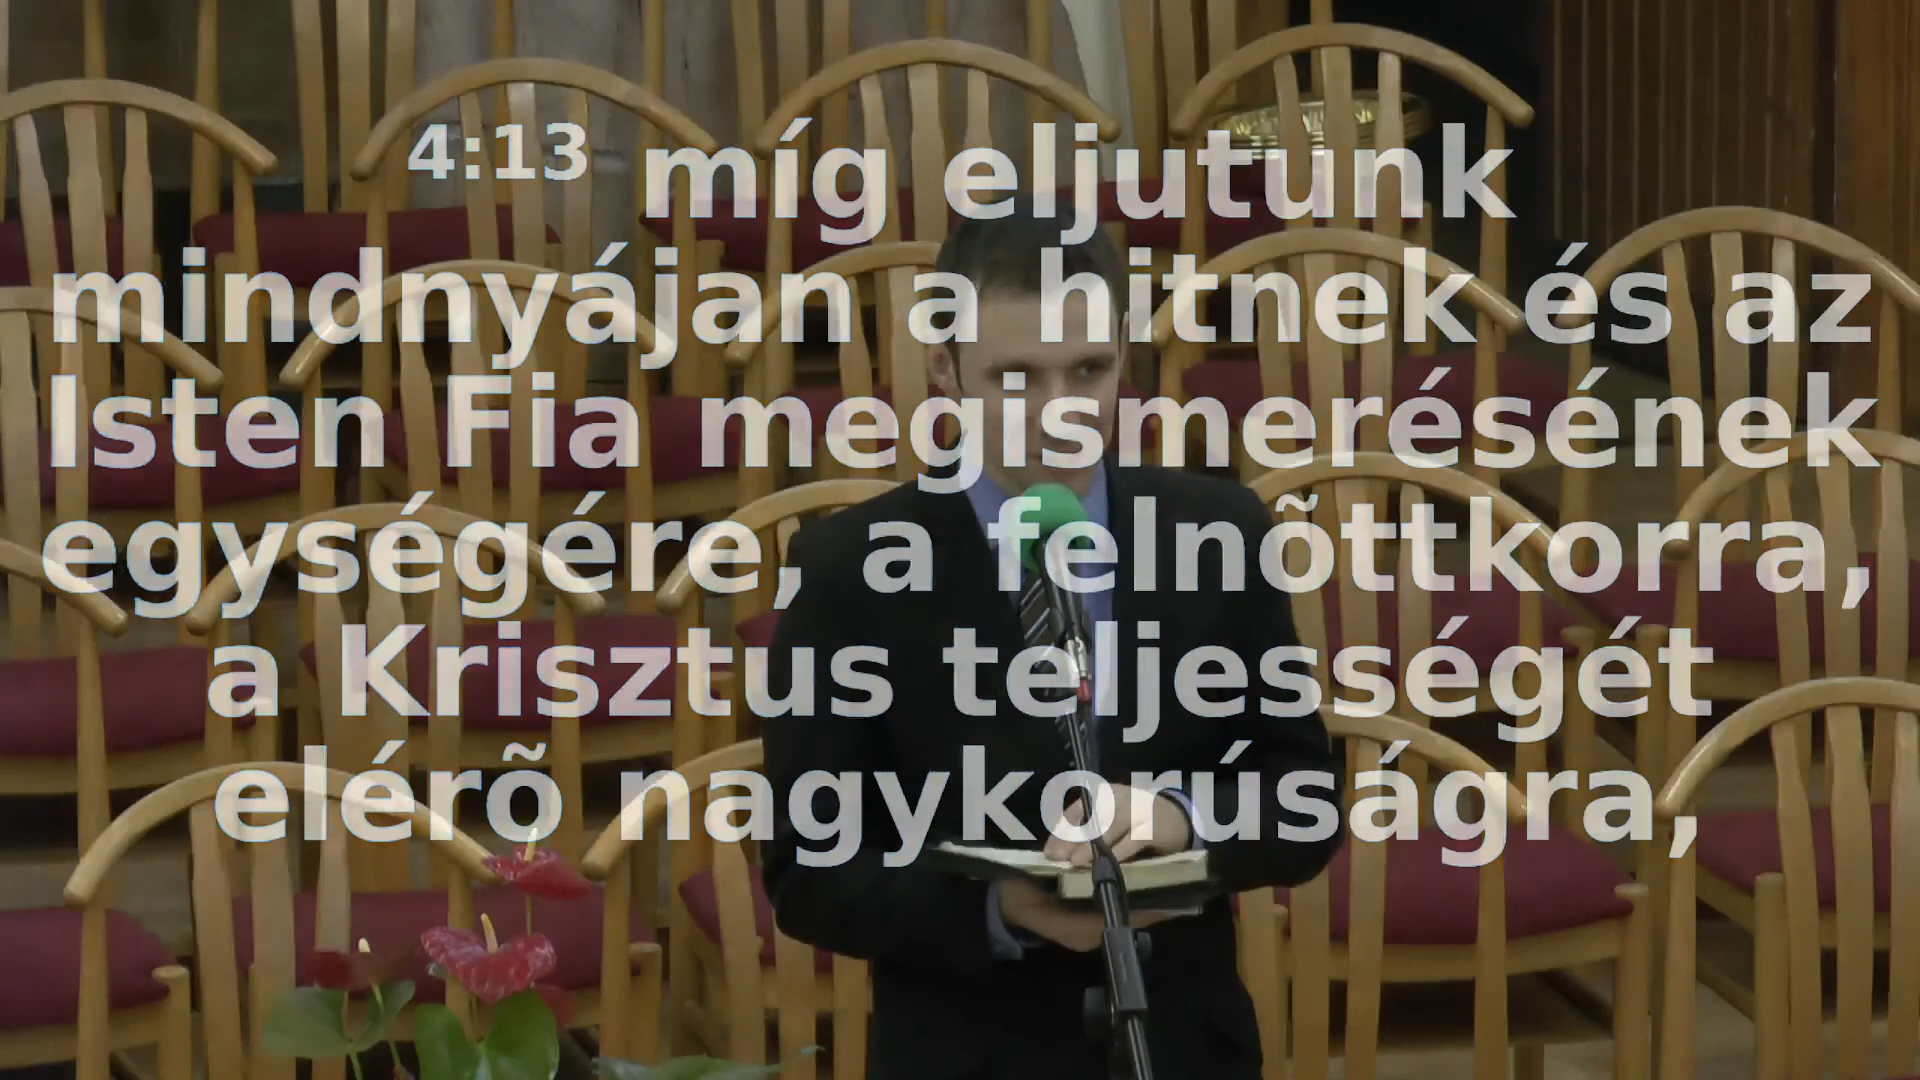 4:13 míg eljutunk
mindnyájan a hitnek és az
Isten Fia megismerésének
egységére, a felnõttkorra,
a Krisztus teljességét
elérõ nagykorúságra,